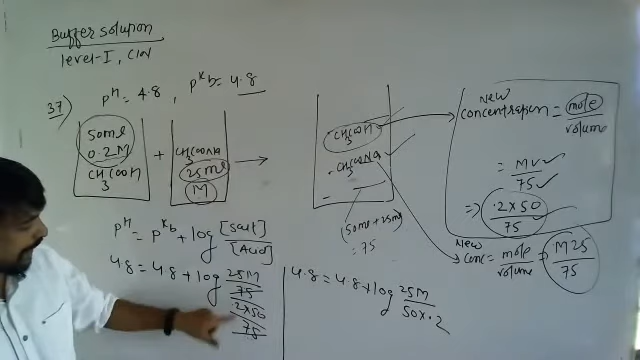 Buffer solution
level-I, CW
37) pH = 4.8, pKb = 4.8
50ml
0.2M
CH3COOH
+
CH3COONa
25ml
M
→
CH3COOH
CH3COONa
(50ml+25ml)
= 75
New
concentration = mole/volume
= MV/75
⇒ .2×50/75
New
conc = mole/volume = M25/75
pH = pKb + log [Salt]/[Acid]
4.8 = 4.8 + log 25M/75 / .2×50/75
4.8 = 4.8 + log 25M/50×.2